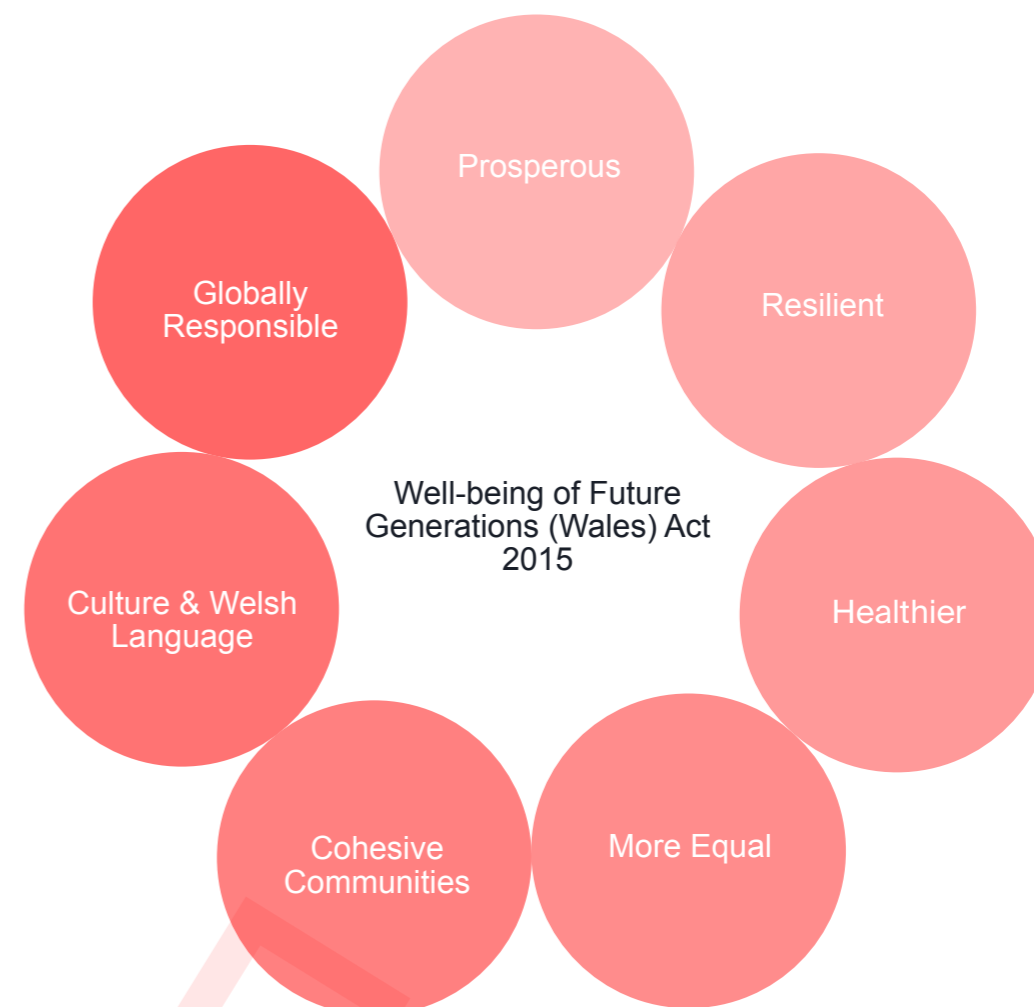 Prosperous
Resilient
Healthier
More Equal
Cohesive
Communities
Culture & Welsh
Language
Globally
Responsible
Well-being of Future
Generations (Wales) Act
2015